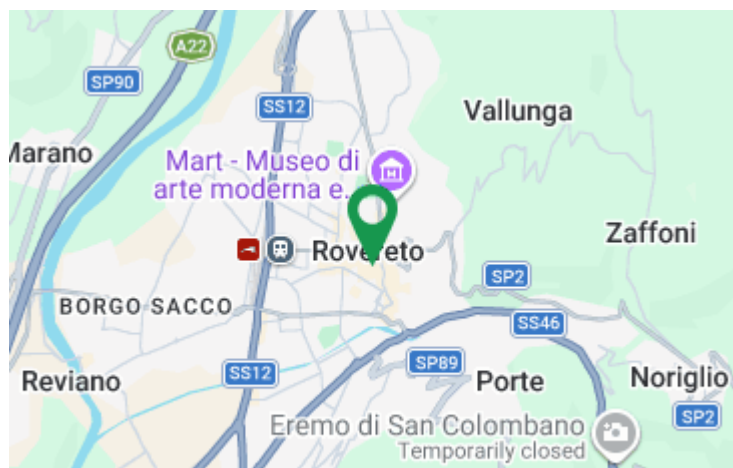 A22
SP90
SS12
Vallunga
Marano
Mart - Museo di
arte moderna e...
Zaffoni
Rovereto
SP2
BORGO SACCO
SS46
SS12
SP89
Reviano
Porte
Noriglio
SP2
Eremo di San Colombano
Temporarily closed